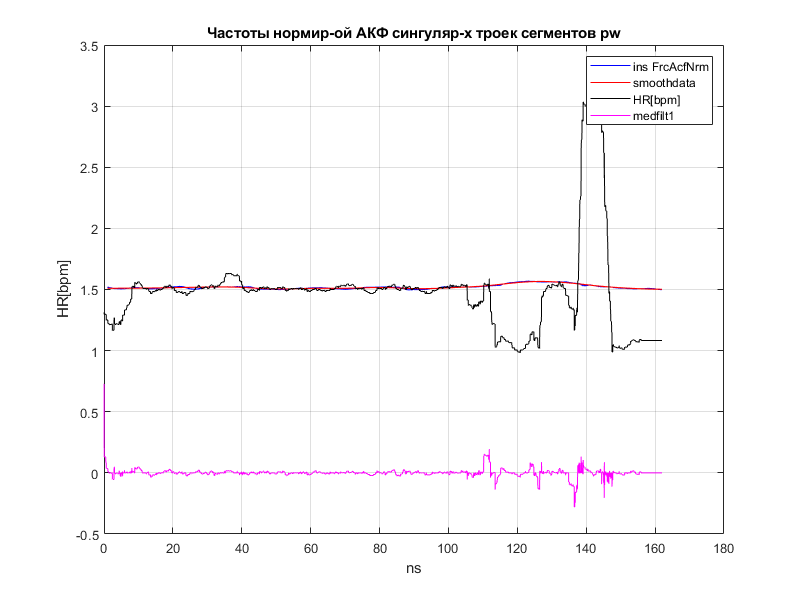 Частоты нормир-ой АКФ сингуляр-х троек сегментов pw
3.5
3
2.5
2
1.5
1
0.5
0
-0.5
HR[bpm]
ins FrcAcfNrm
smoothdata
HR[bpm]
medfilt1
0 20 40 60 80 100 120 140 160 180
ns